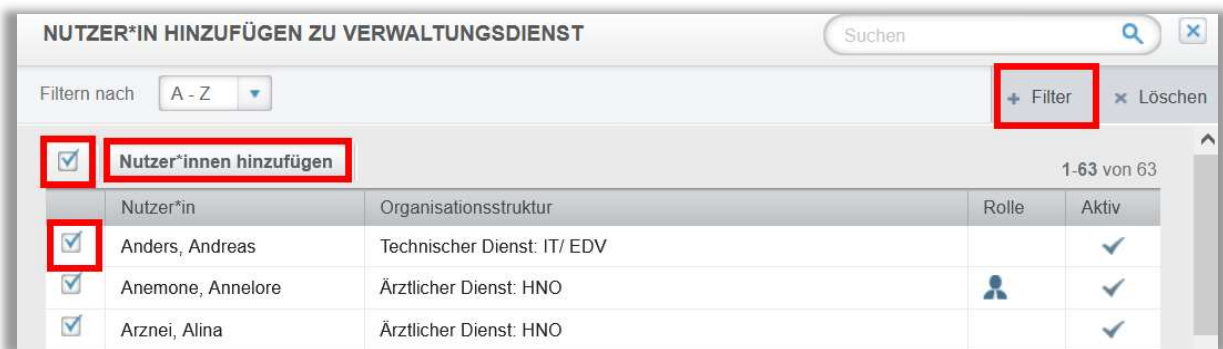 NUTZER*IN HINZUFÜGEN ZU VERWALTUNGSDIENST Suchen
Filtern nach A - Z + Filter × Löschen
Nutzer*innen hinzufügen 1-63 von 63
Nutzer*in Organisationsstruktur Rolle Aktiv
Anders, Andreas Technischer Dienst: IT/ EDV
Anemone, Annelore Ärztlicher Dienst: HNO
Arznei, Alina Ärztlicher Dienst: HNO